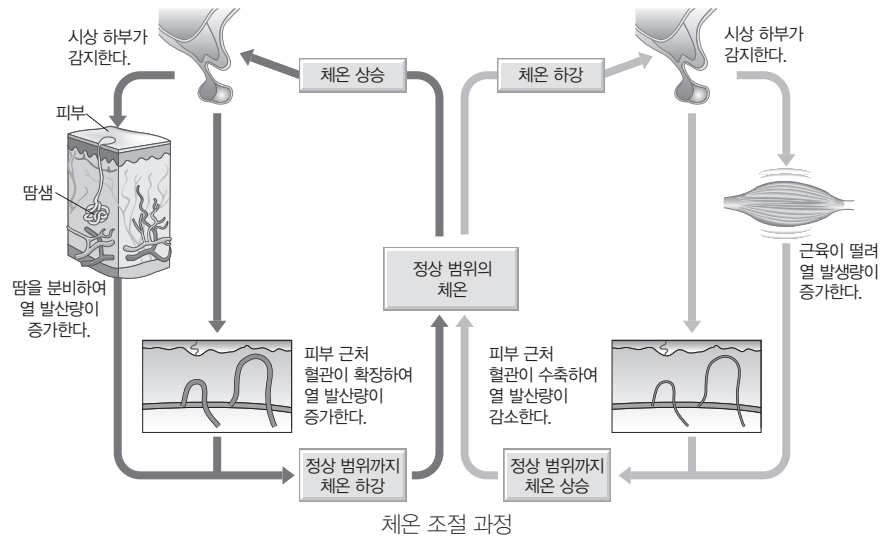 시상 하부가
감지한다.
체온 상승
체온 하강
시상 하부가
감지한다.
피부
땀샘
땀을 분비하여
열 발산량이
증가한다.
정상 범위의
체온
근육이 떨려
열 발생량이
증가한다.
피부 근처
혈관이 확장하여
열 발산량이
증가한다.
피부 근처
혈관이 수축하여
열 발산량이
감소한다.
정상 범위까지
체온 하강
정상 범위까지
체온 상승
체온 조절 과정